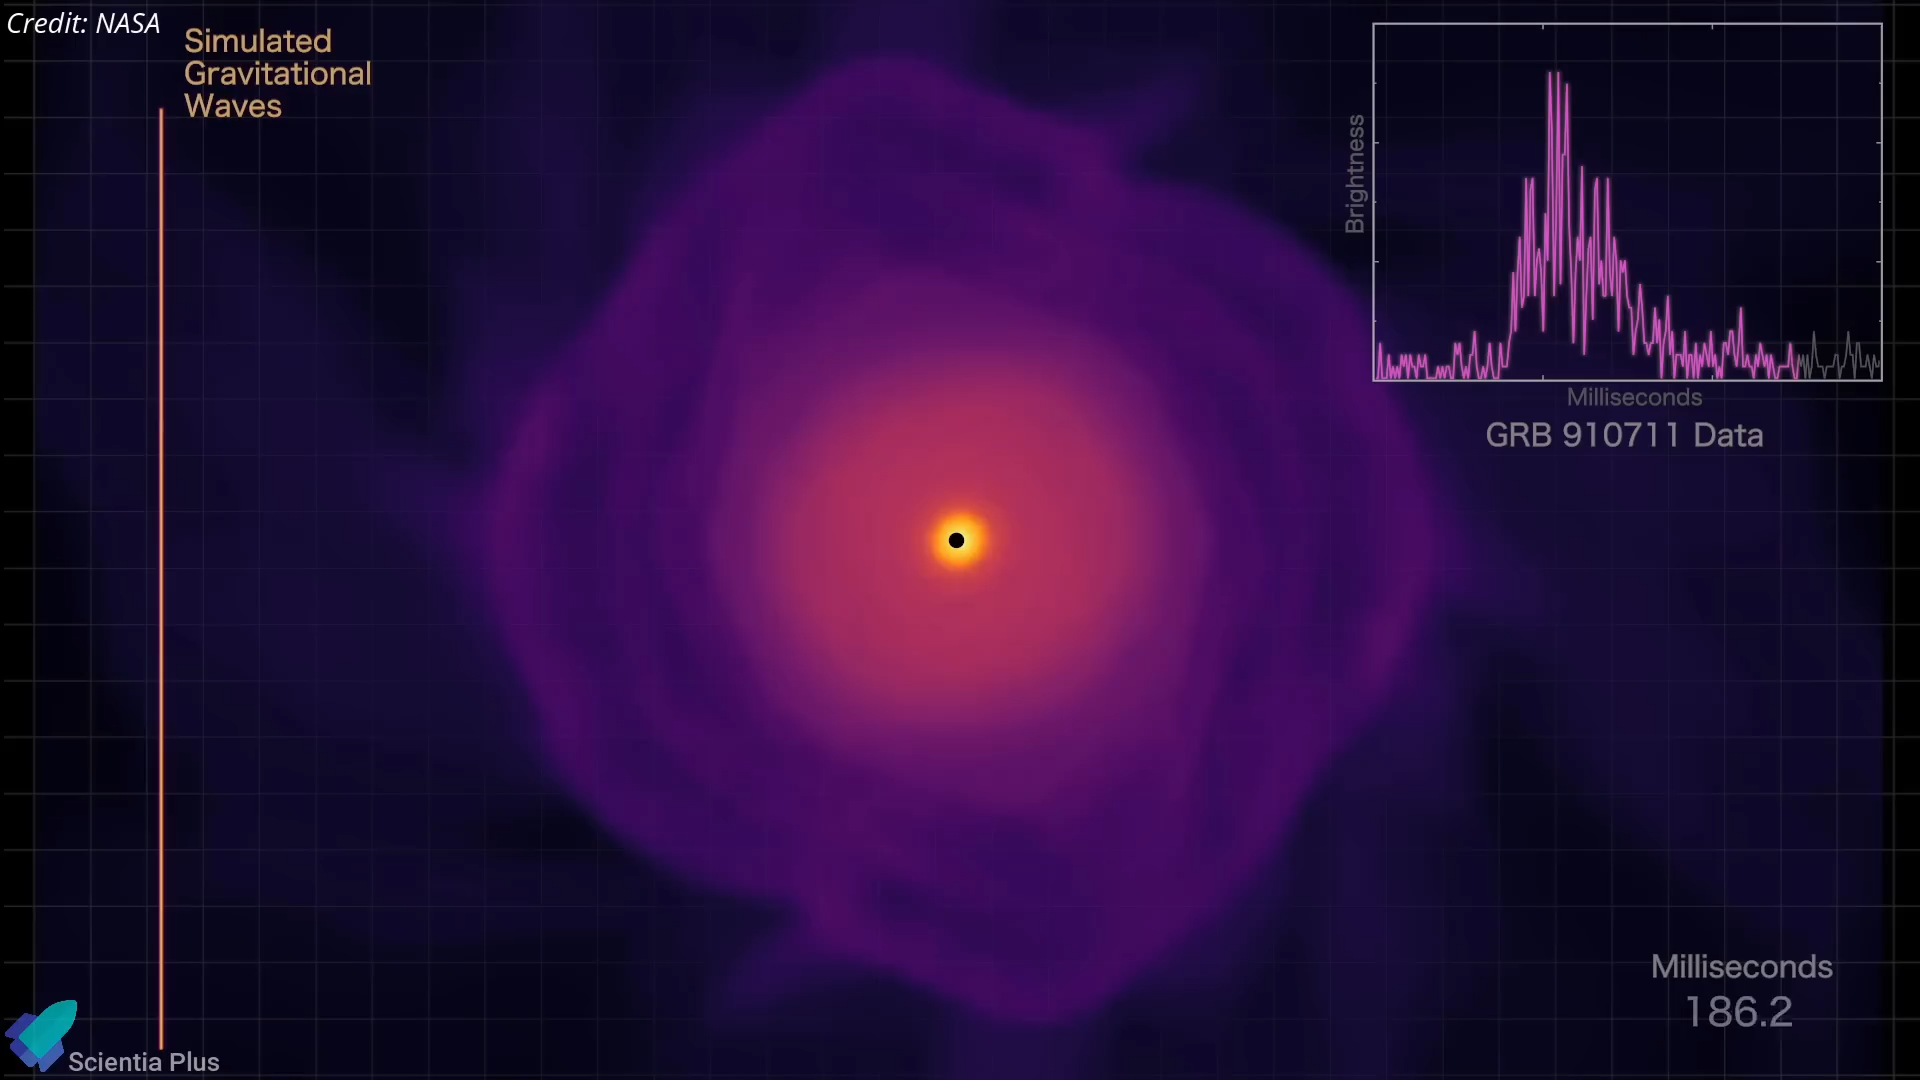 Credit: NASA
Simulated
Gravitational
Waves
Brightness
Milliseconds
GRB 910711 Data
Milliseconds
186.2
Scientia Plus